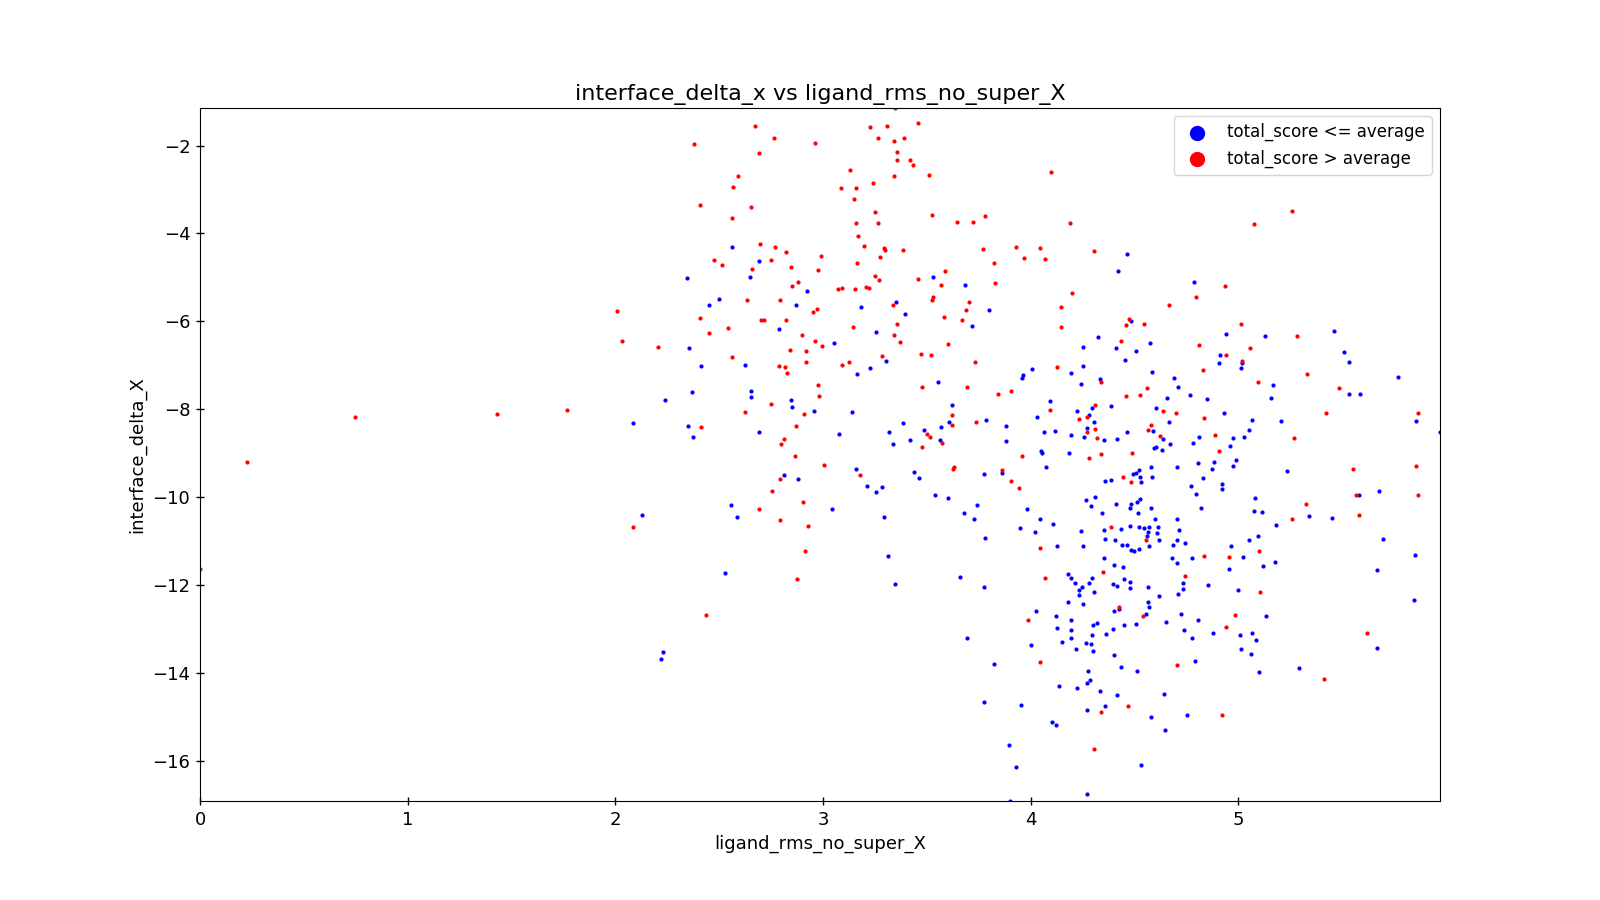 interface_delta_x vs ligand_rms_no_super_X
total_score <= average
total_score > average
−2
−4
−6
−8
−10
−12
−14
−16
interface_delta_X
0
1
2
3
4
5
ligand_rms_no_super_X